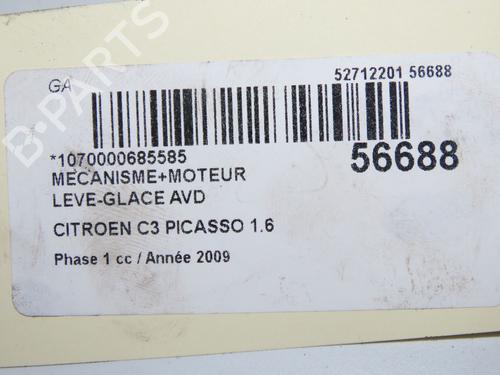 GA
52712201 56688
*1070000685585
56688
MECANISME+MOTEUR
LEVE-GLACE AVD
CITROEN C3 PICASSO 1.6
Phase 1 cc / Année 2009
B-PARTS